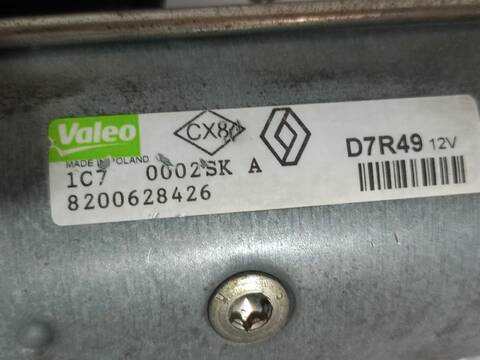 Valeo
CX80
D7R49 12V
MADE IN POLAND
1C7 0002SK A
8200628426